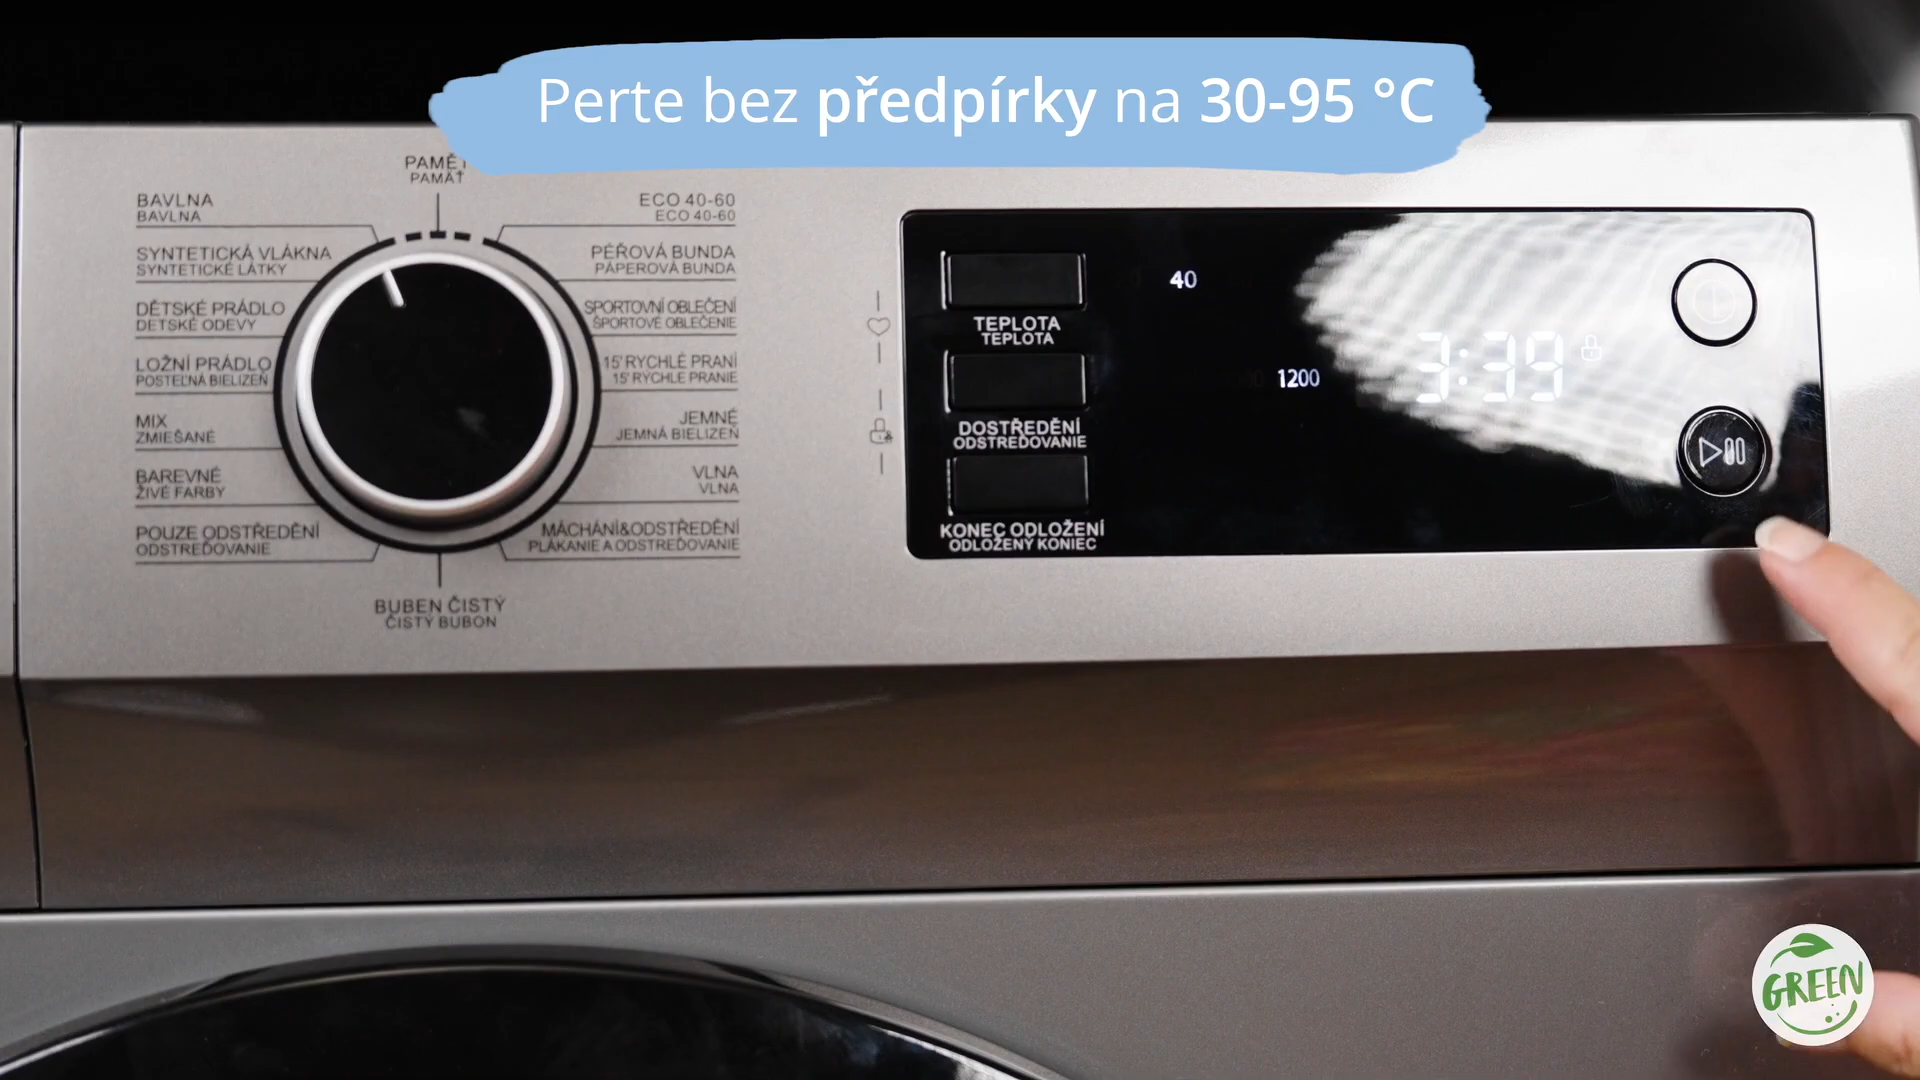 Perte bez předpírky na 30-95 °C
PAMĚŤ
PAMÄŤ
BAVLNA
BAVLNA
SYNTETICKÁ VLÁKNA
SYNTETICKÉ LÁTKY
DĚTSKÉ PRÁDLO
DETSKÉ ODEVY
LOŽNÍ PRÁDLO
POSTEĽNÁ BIELIZEŇ
MIX
ZMIEŠANÉ
BAREVNÉ
ŽIVÉ FARBY
POUZE ODSTŘEDĚNÍ
ODSTREĎOVANIE
ECO 40-60
ECO 40-60
PÉŘOVÁ BUNDA
PÁPEROVÁ BUNDA
SPORTOVNÍ OBLEČENÍ
ŠPORTOVÉ OBLEČENIE
15' RYCHLÉ PRANÍ
15' RÝCHLE PRANIE
JEMNÉ
JEMNÁ BIELIZEŇ
VLNA
VLNA
MÁCHÁNÍ&ODSTŘEDĚNÍ
PLÁKANIE A ODSTREĎOVANIE
BUBEN ČISTÝ
ČISTÝ BUBON
TEPLOTA
TEPLOTA
DOSTŘEDĚNÍ
ODSTREĎOVANIE
KONEC ODLOŽENÍ
ODLOŽENÝ KONIEC
40
1200
3:39
GREEN